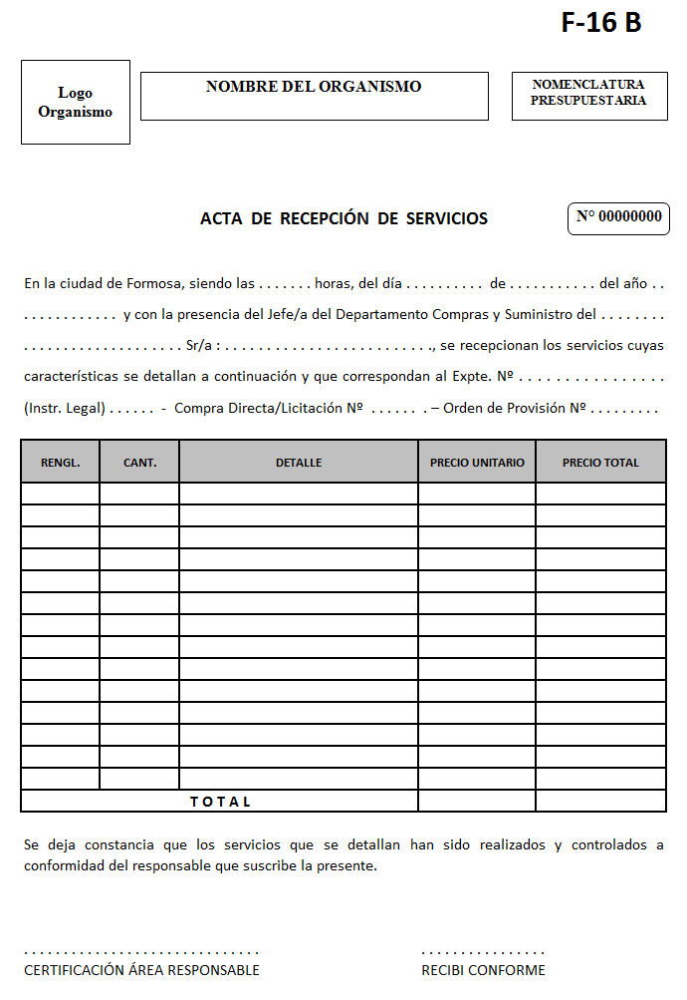 F-16 B
Logo
Organismo
NOMBRE DEL ORGANISMO
NOMENCLATURA
PRESUPUESTARIA
ACTA DE RECEPCIÓN DE SERVICIOS
N° 00000000
En la ciudad de Formosa, siendo las . . . . . . . horas, del día . . . . . . . . . . de . . . . . . . . . . . del año . .
. . . . . . . . . . . . y con la presencia del Jefe/a del Departamento Compras y Suministro del . . . . . . . .
. . . . . . . . . . . . . . . . . . . . Sr/a : . . . . . . . . . . . . . . . . . . . . . . . . . ., se recepcionan los servicios cuyas
características se detallan a continuación y que correspondan al Expte. Nº . . . . . . . . . . . . . . . .
(Instr. Legal) . . . . . . - Compra Directa/Licitación Nº . . . . . . . – Orden de Provisión Nº . . . . . . . . .
RENGL. CANT. DETALLE PRECIO UNITARIO PRECIO TOTAL
T O T A L
Se deja constancia que los servicios que se detallan han sido realizados y controlados a
conformidad del responsable que suscribe la presente.
. . . . . . . . . . . . . . . . . . . . . . . . . . . . . . . . . . . . . . . . . . . . . .
CERTIFICACIÓN ÁREA RESPONSABLE RECIBI CONFORME